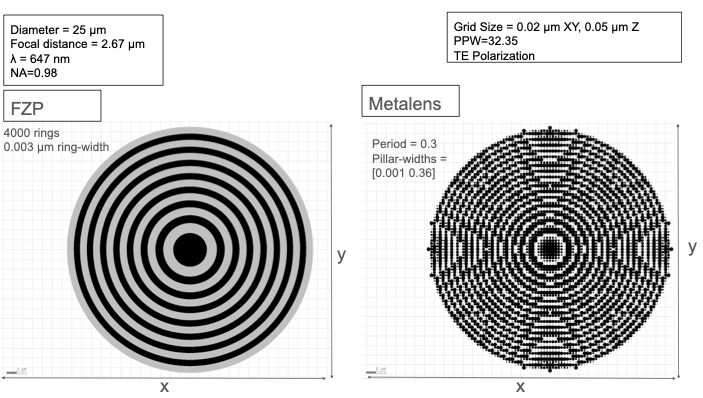 Diameter = 25 µm
Focal distance = 2.67 µm
λ = 647 nm
NA=0.98
Grid Size = 0.02 µm XY, 0.05 µm Z
PPW=32.35
TE Polarization
FZP
4000 rings
0.003 µm ring-width
Metalens
Period = 0.3
Pillar-widths =
[0.001 0.36]
y
x
y
x